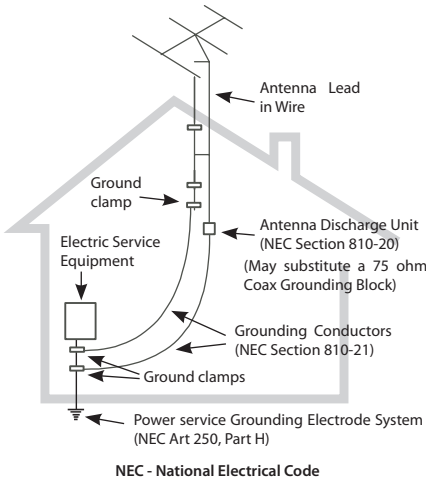 Antenna Lead
in Wire
Ground
clamp
Antenna Discharge Unit
(NEC Section 810-20)
(May substitute a 75 ohm
Coax Grounding Block)
Electric Service
Equipment
Grounding Conductors
(NEC Section 810-21)
Ground clamps
Power service Grounding Electrode System
(NEC Art 250, Part H)
NEC - National Electrical Code